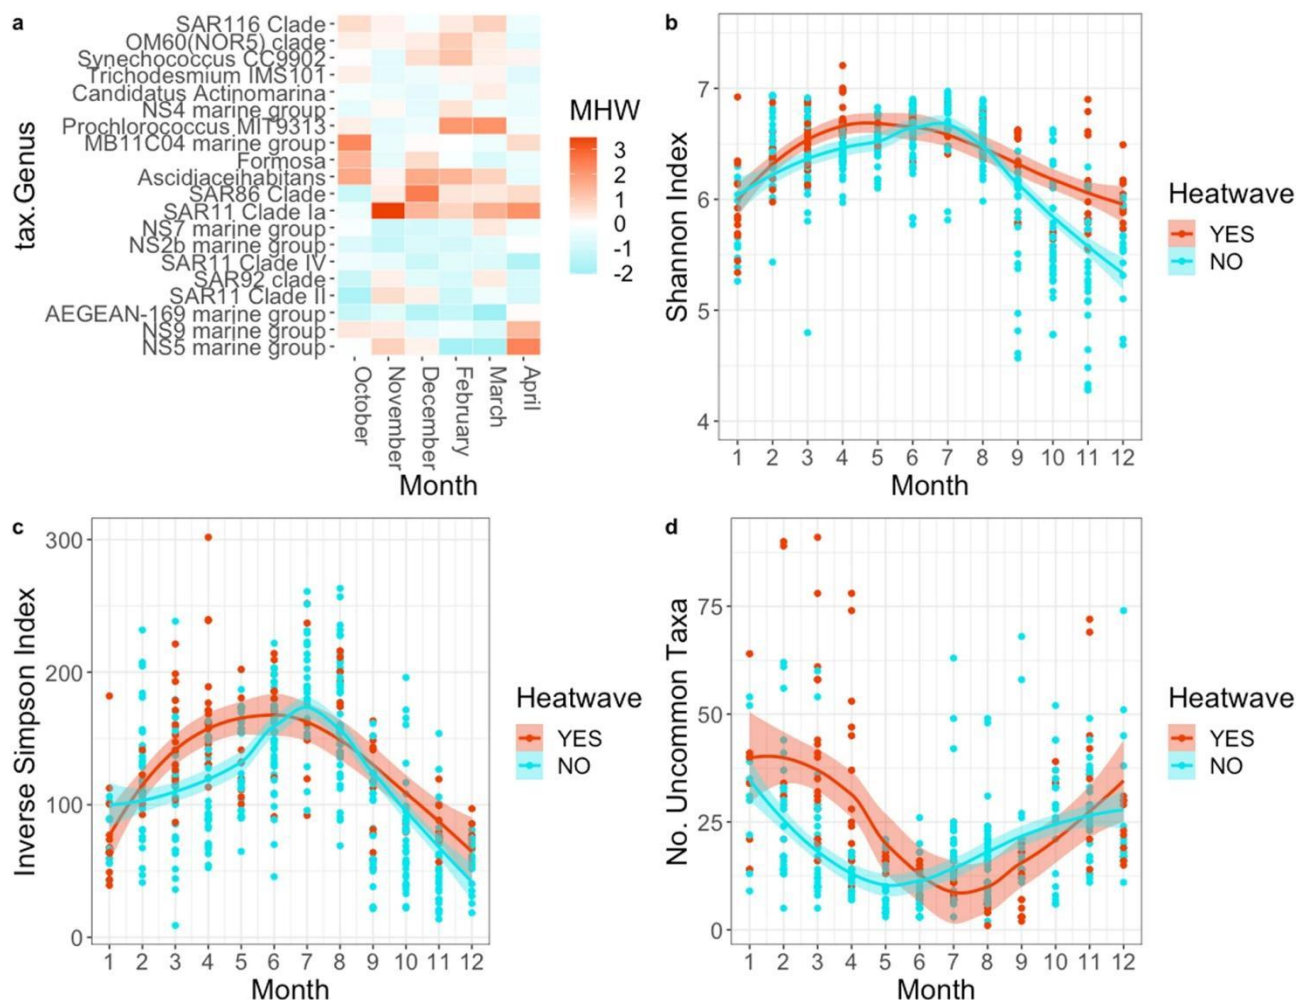 a
tax.Genus
SAR116 Clade
OM60(NOR5) clade
Synechococcus CC9902
Trichodesmium IMS101
Candidatus Actinomarina
NS4 marine group
Prochlorococcus MIT9313
MB11C04 marine group
Formosa
Ascidiaceihabitans
SAR86 Clade
SAR11 Clade Ia
NS7 marine group
NS2b marine group
SAR11 Clade IV
SAR92 clade
SAR11 Clade II
AEGEAN-169 marine group
NS9 marine group
NS5 marine group
October
November
December
February
March
April
Month
MHW
3
2
1
0
-1
-2
b
Shannon Index
7
6
5
4
1 2 3 4 5 6 7 8 9 10 11 12
Month
Heatwave
YES
NO
c
Inverse Simpson Index
300
200
100
0
1 2 3 4 5 6 7 8 9 10 11 12
Month
Heatwave
YES
NO
d
No. Uncommon Taxa
75
50
25
0
1 2 3 4 5 6 7 8 9 10 11 12
Month
Heatwave
YES
NO